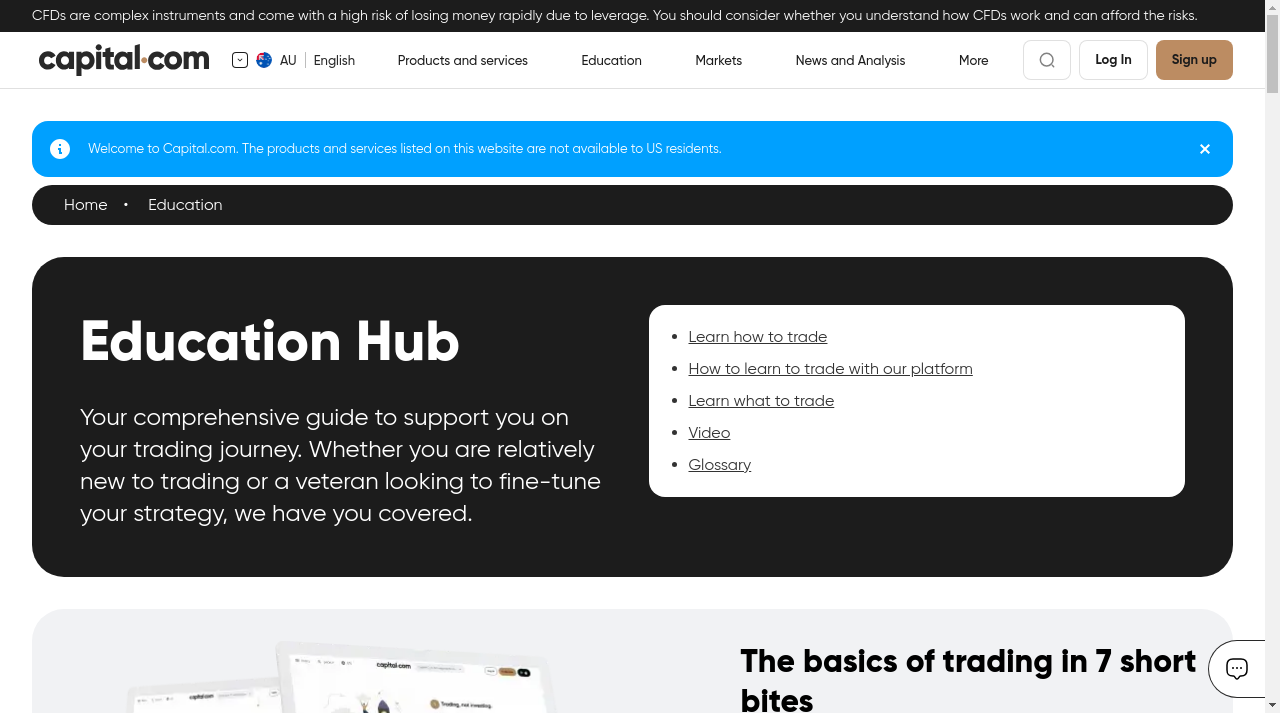 CFDs are complex instruments and come with a high risk of losing money rapidly due to leverage. You should consider whether you understand how CFDs work and can afford the risks.
capital.com AU English Products and services Education Markets News and Analysis More Log In Sign up
Welcome to Capital.com. The products and services listed on this website are not available to US residents.
Home • Education
Education Hub
Your comprehensive guide to support you on
your trading journey. Whether you are relatively
new to trading or a veteran looking to fine-tune
your strategy, we have you covered.
• Learn how to trade
• How to learn to trade with our platform
• Learn what to trade
• Video
• Glossary
capital.com
capital.com
Trading, not investing.
The basics of trading in 7 short
bites